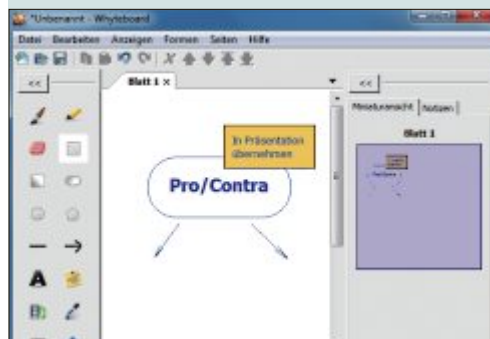 *Unbenannt - Whyteboard
Datei Bearbeiten Anzeigen Formen Seiten Hilfe
<<
Blatt 1 ×
<<
Miniaturansicht Notizen
Blatt 1
In Präsentation
übernehmen
Pro/Contra
A